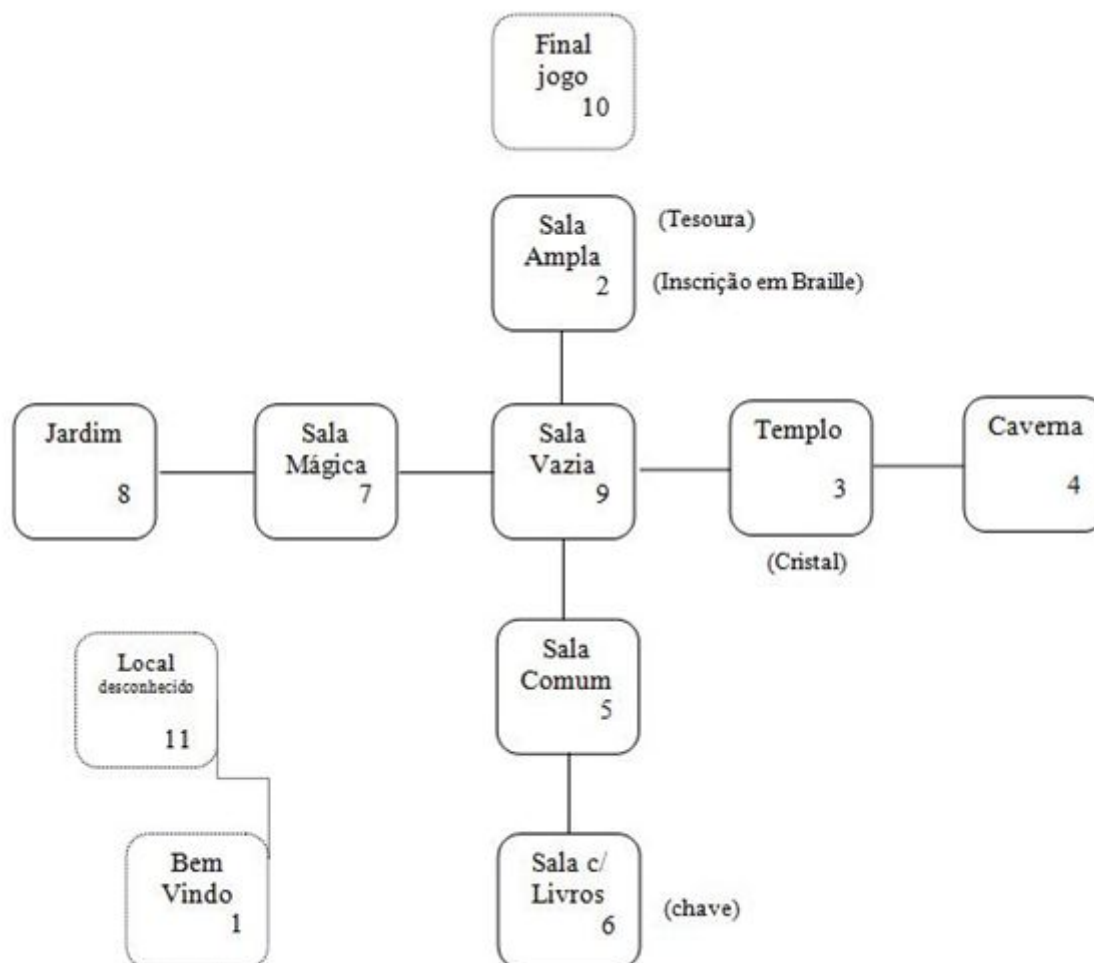 Final
jogo
10
Sala
Ampla
2
(Tesoura)
(Inscrição em Braille)
Jardim
8
Sala
Mágica
7
Sala
Vazia
9
Templo
3
(Cristal)
Caverna
4
Local
desconhecido
11
Sala
Comum
5
Bem
Vindo
1
Sala c/
Livros
6
(chave)